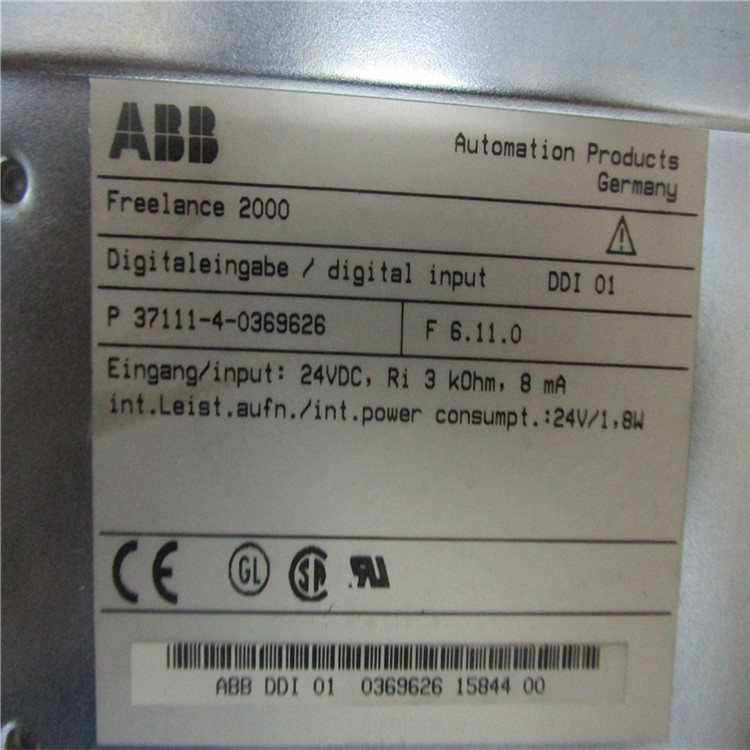 ABB
Automation Products
Germany
Freelance 2000
Digitaleingabe / digital input DDI 01
P 37111-4-0369626 F 6.11.0
Eingang/input: 24VDC, Ri 3 kOhm, 8 mA
int.Leist.aufn./int.power consumpt.:24V/1,8W
CE GL SA RU
ABB DDI 01 0369626 15844 00